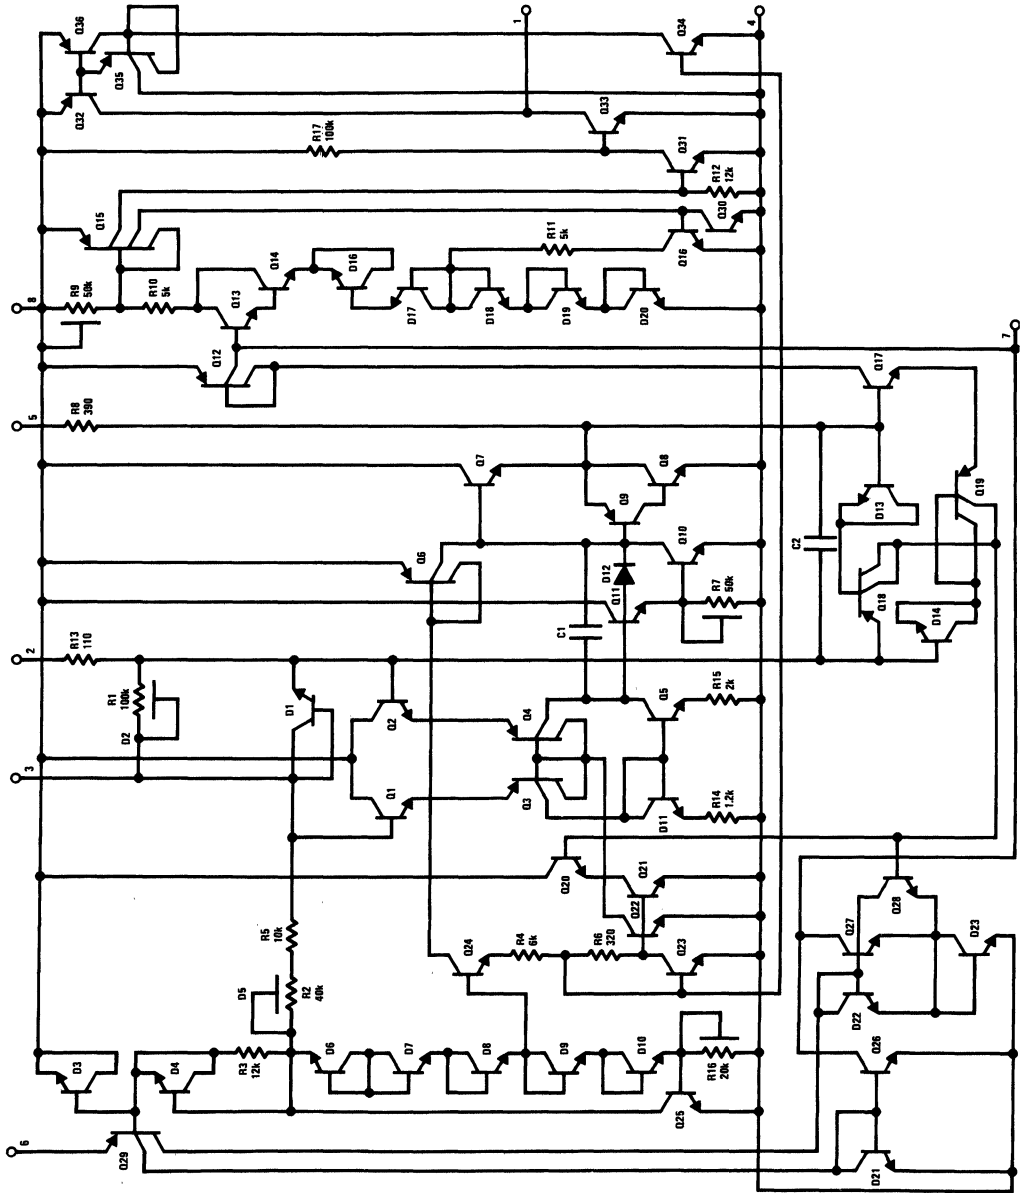 6
Q29
D3
D4
R3
12k
D5
R2
40k
R5
10k
D6
D7
D8
D9
D10
R16
20k
Q25
D21
Q26
D22
Q27
Q28
D23
Q24
R4
6k
R6
320
Q23
Q22
Q21
Q20
3
2
R13
110
R1
100k
D2
D1
Q1
Q2
Q3
Q4
D11
Q5
R14
1.2k
R15
2k
C1
Q6
Q11
D12
R7
50k
Q10
Q9
Q8
Q7
5
R8
390
C2
Q18
D13
D14
Q19
Q17
Q12
8
R9
50k
R10
5k
Q13
Q14
D16
D17
D18
D19
D20
R11
5k
Q15
Q16
Q30
R12
12k
Q31
R17
100k
Q33
Q32
Q35
Q36
Q34
1
4
7